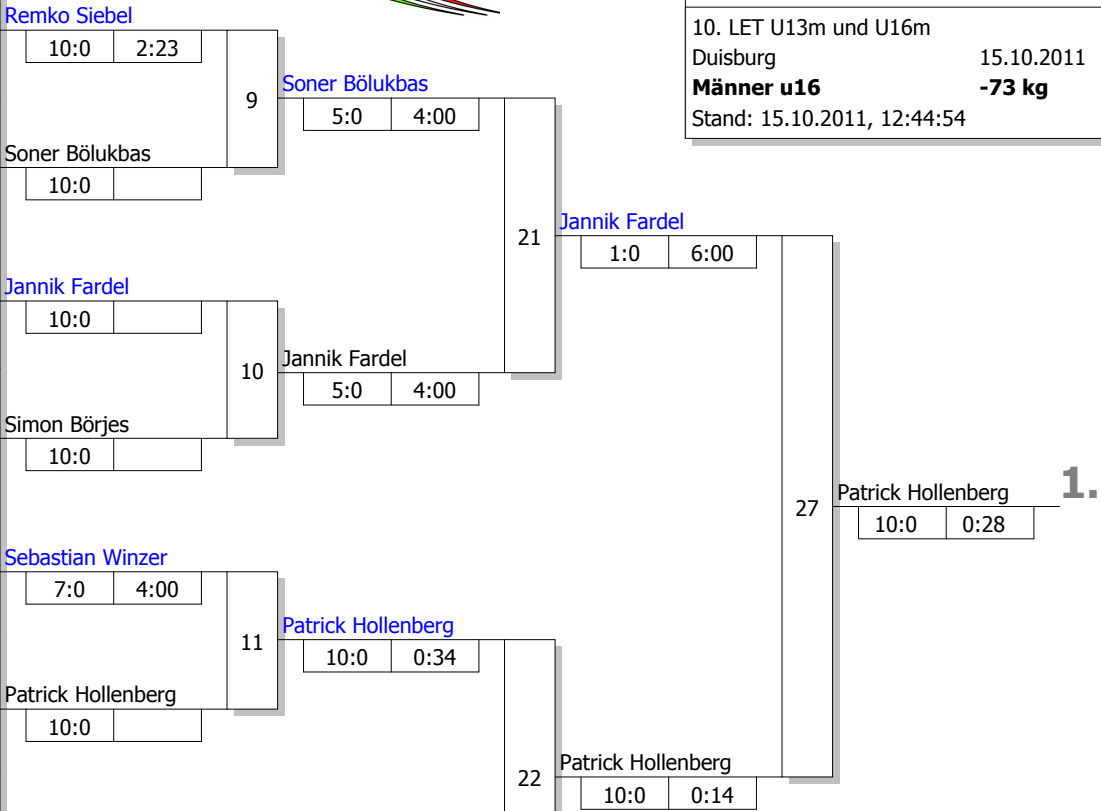 10. LET U13m und U16m
Duisburg 15.10.2011
Männer u16 -73 kg
Stand: 15.10.2011, 12:44:54
Remko Siebel
10:0 2:23
9
Soner Bölukbas
10:0
Soner Bölukbas
5:0 4:00
21
Jannik Fardel
10:0
10
Simon Börjes
10:0
Jannik Fardel
5:0 4:00
Jannik Fardel
1:0 6:00
27
Sebastian Winzer
7:0 4:00
11
Patrick Hollenberg
10:0
Patrick Hollenberg
10:0 0:34
22
Patrick Hollenberg
10:0 0:14
Patrick Hollenberg 1.
10:0 0:28